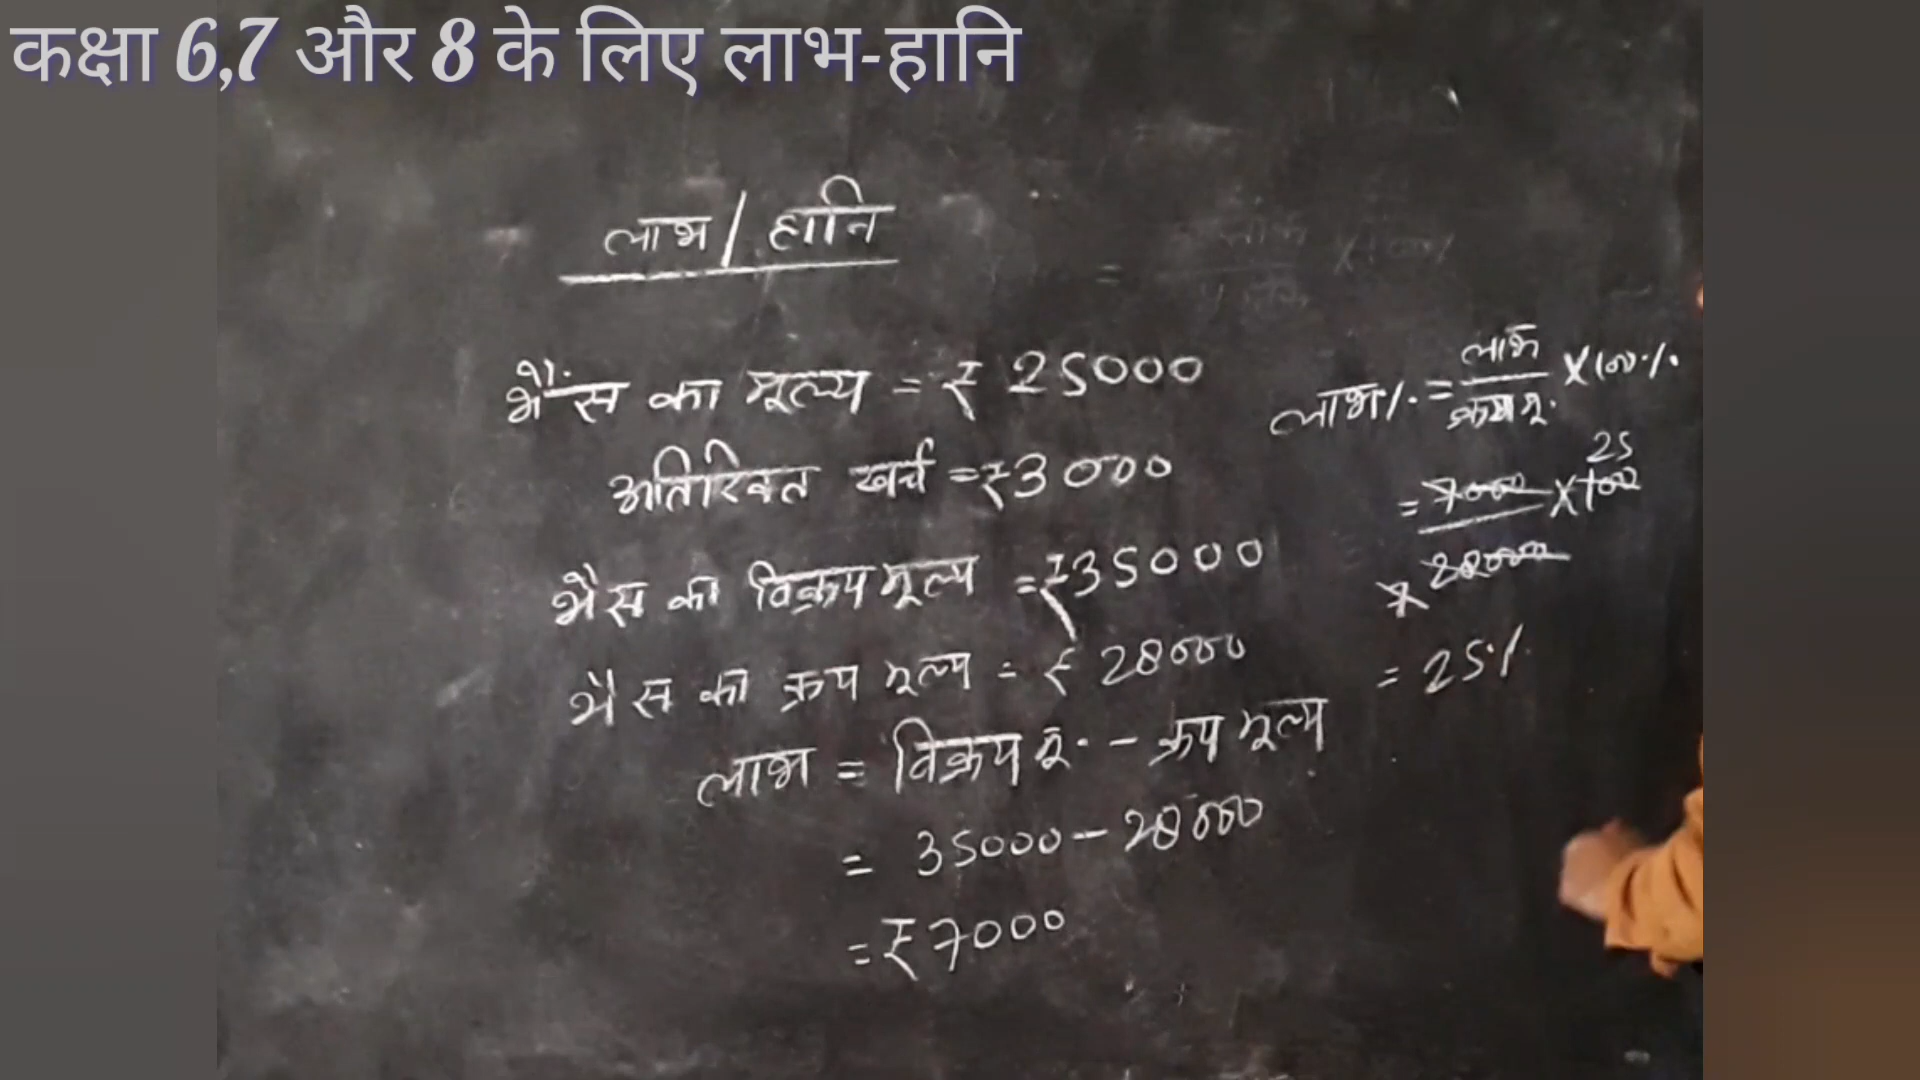 कक्षा 6,7 और 8 के लिए लाभ-हानि
लाभ / हानि
भैंस का मूल्य = ₹ 25000
अतिरिक्त खर्च = ₹3000
भैंस की विक्रय मूल्य = ₹35000
भैंस का क्रय मूल्य = ₹ 28000
लाभ = विक्रय मू. - क्रय मूल्य
= 35000 - 28000
= ₹7000
लाभ% = लाभ/क्रय मू. ×100%
25
= 7000/28000 ×100
= 25%